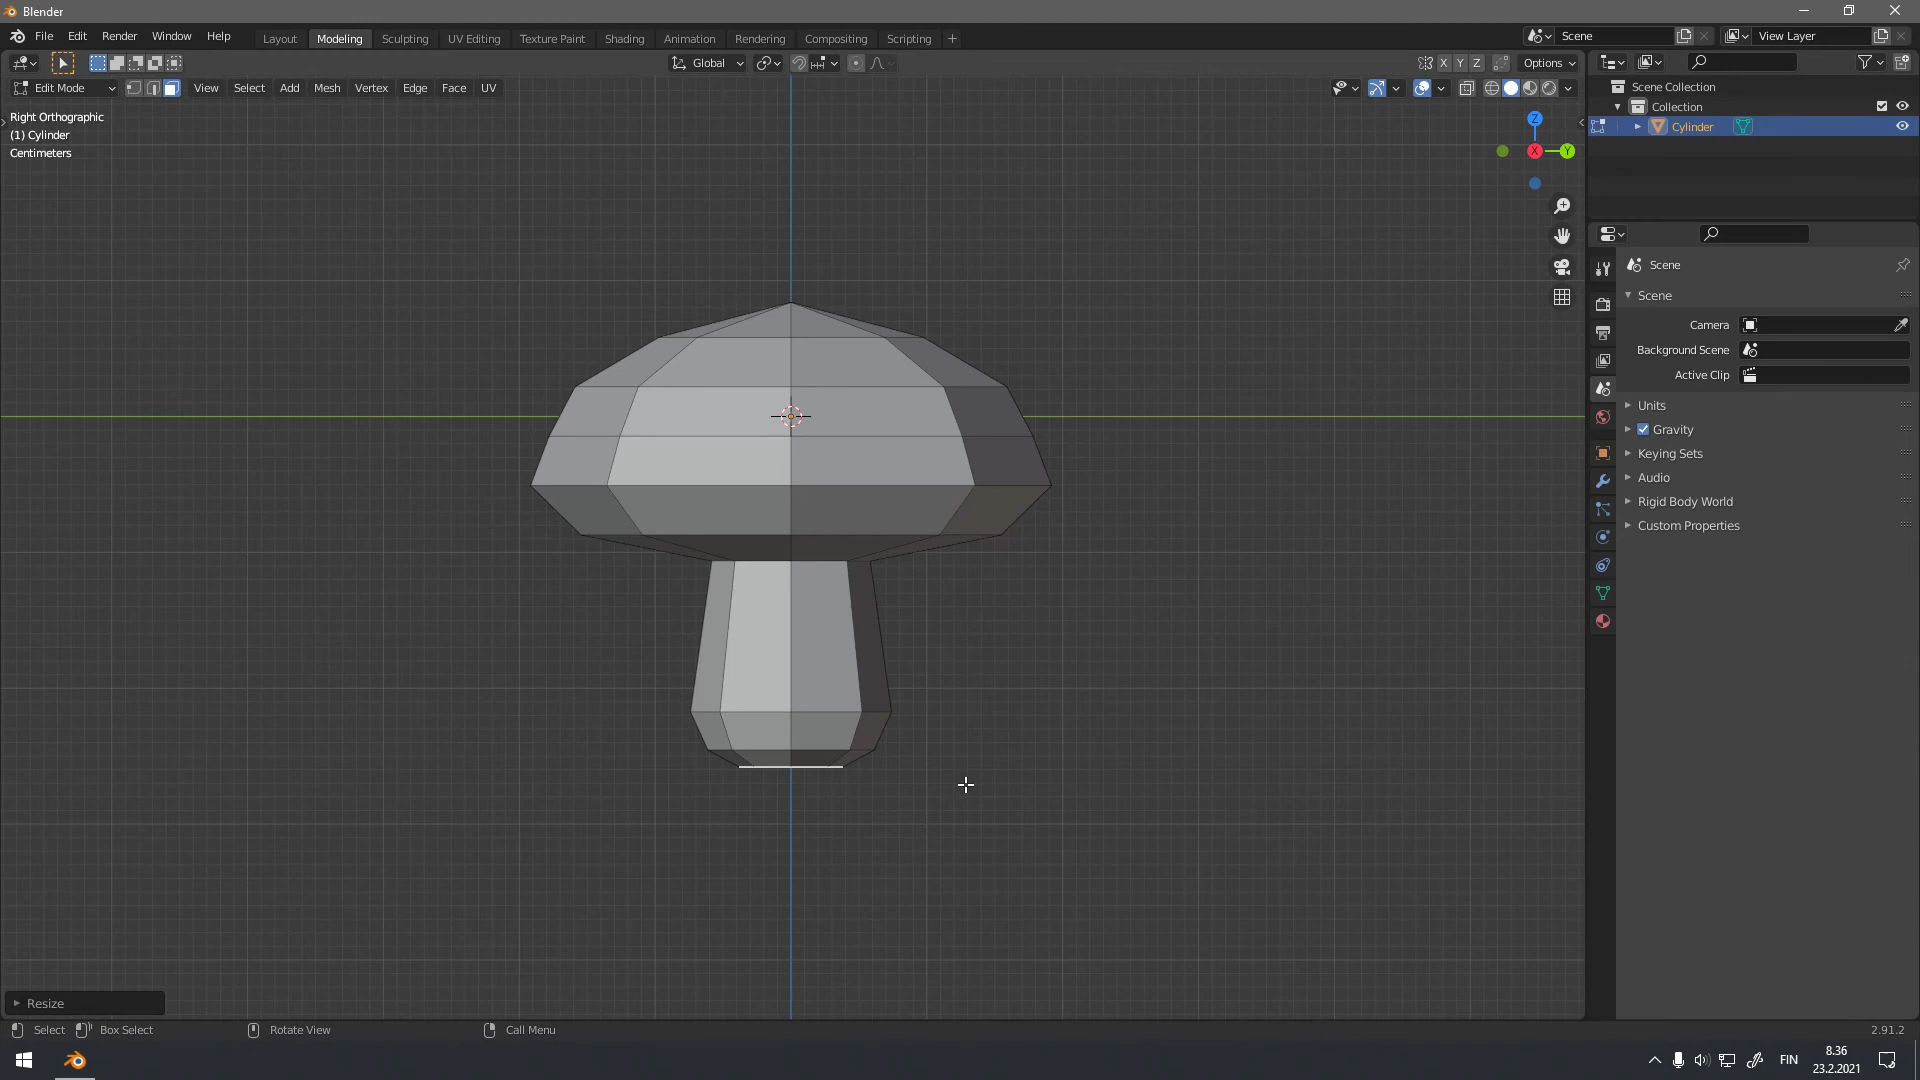 Blender
File Edit Render Window Help Layout Modeling Sculpting UV Editing Texture Paint Shading Animation Rendering Compositing Scripting + Scene View Layer
Global X Y Z Options
Edit Mode View Select Add Mesh Vertex Edge Face UV
Right Orthographic
(1) Cylinder
Centimeters
Z
X Y
Scene Collection
Collection
Cylinder
Scene
Scene
Camera
Background Scene
Active Clip
Units
Gravity
Keying Sets
Audio
Rigid Body World
Custom Properties
Resize
Select Box Select Rotate View Call Menu 2.91.2
FIN 8.36
23.2.2021